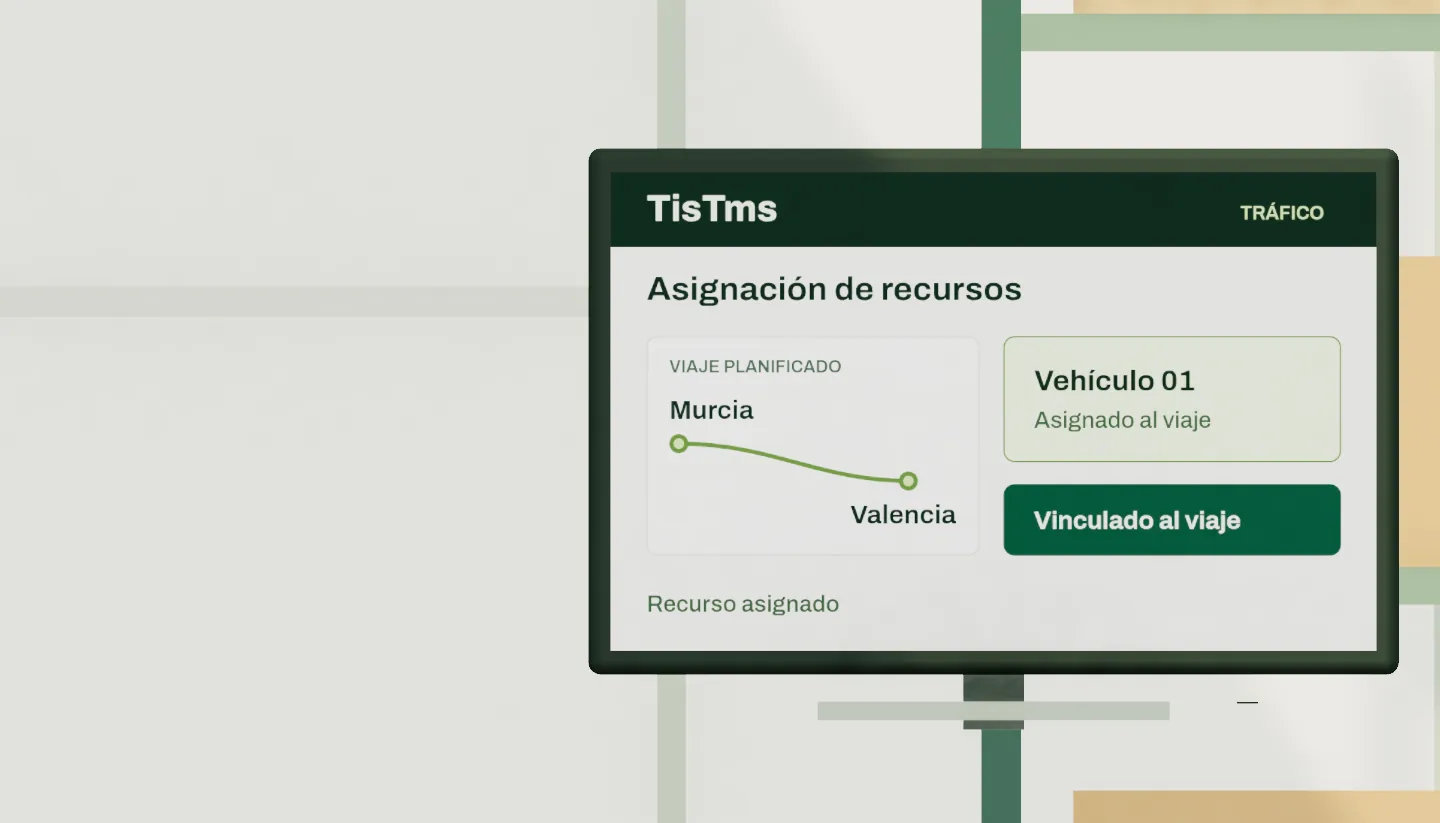 TisTms
TRÁFICO
Asignación de recursos
VIAJE PLANIFICADO
Murcia
Valencia
Vehículo 01
Asignado al viaje
Vinculado al viaje
Recurso asignado